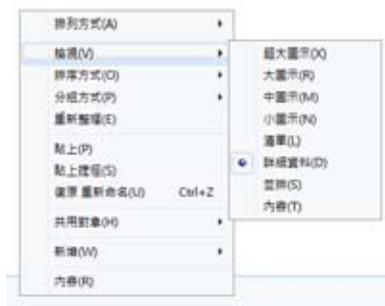 排列方式(A)
檢視(V)
排序方式(O)
分組方式(P)
重新整理(E)
貼上(P)
貼上捷徑(S)
復原 重新命名(U) Ctrl+Z
共用對象(H)
新增(W)
內容(R)
超大圖示(X)
大圖示(R)
中圖示(M)
小圖示(N)
清單(L)
詳細資料(D)
並排(S)
內容(T)